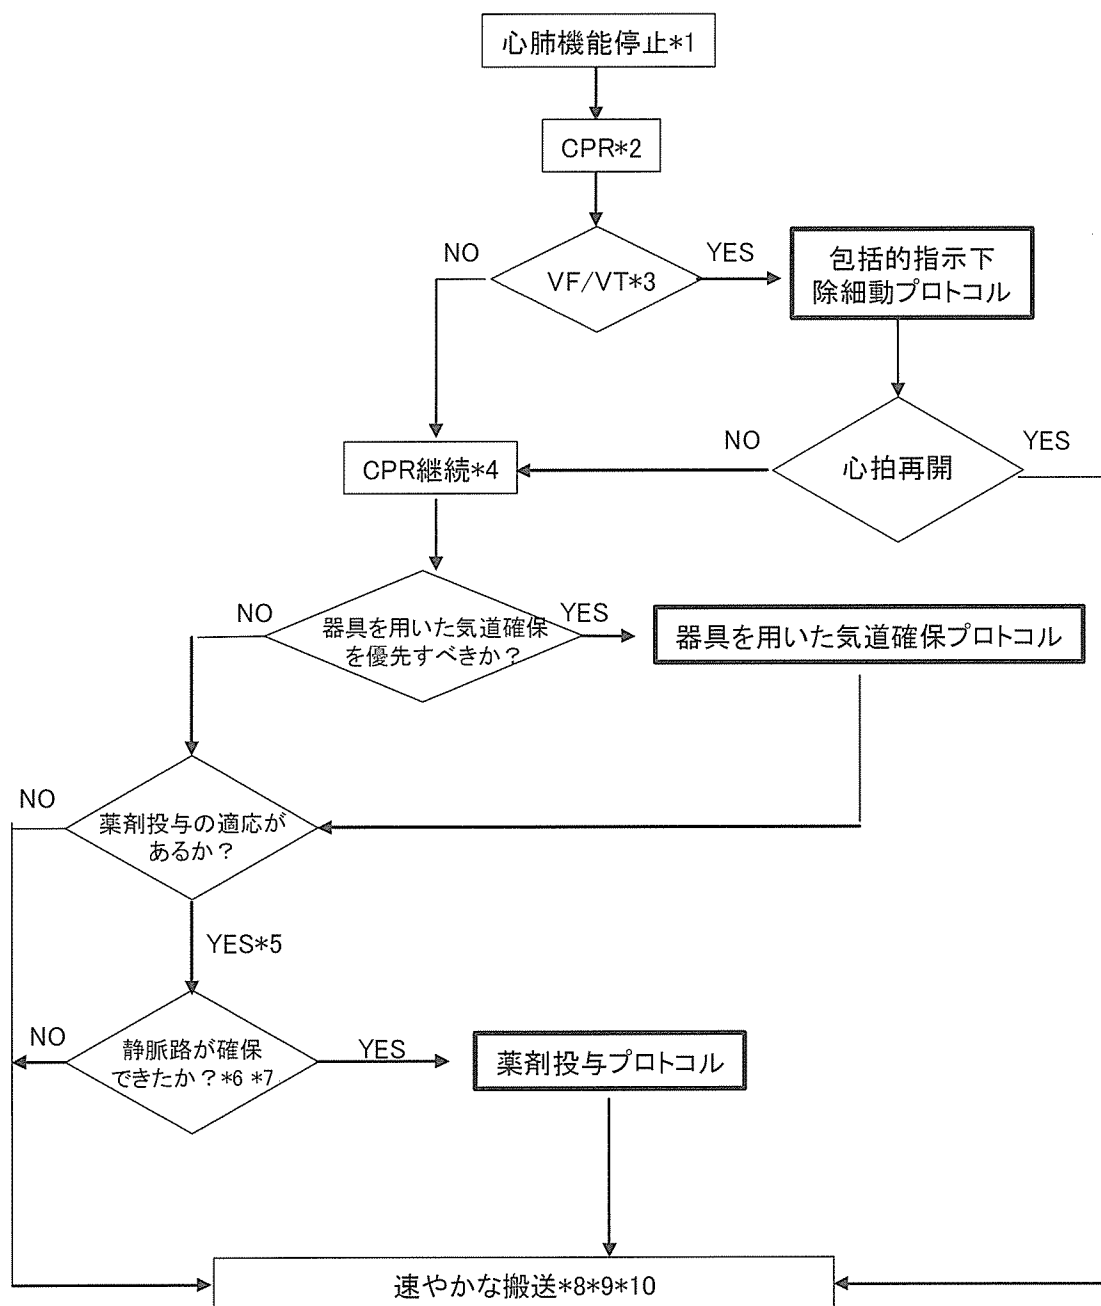 心肺機能停止*1
CPR*2
NO
VF/VT*3
YES
包括的指示下
除細動プロトコル
NO
心拍再開
YES
CPR継続*4
NO
器具を用いた気道確保
を優先すべきか？
YES
器具を用いた気道確保プロトコル
NO
薬剤投与の適応が
あるか？
YES*5
NO
静脈路が確保
できたか？*6 *7
YES
薬剤投与プロトコル
速やかな搬送*8*9*10